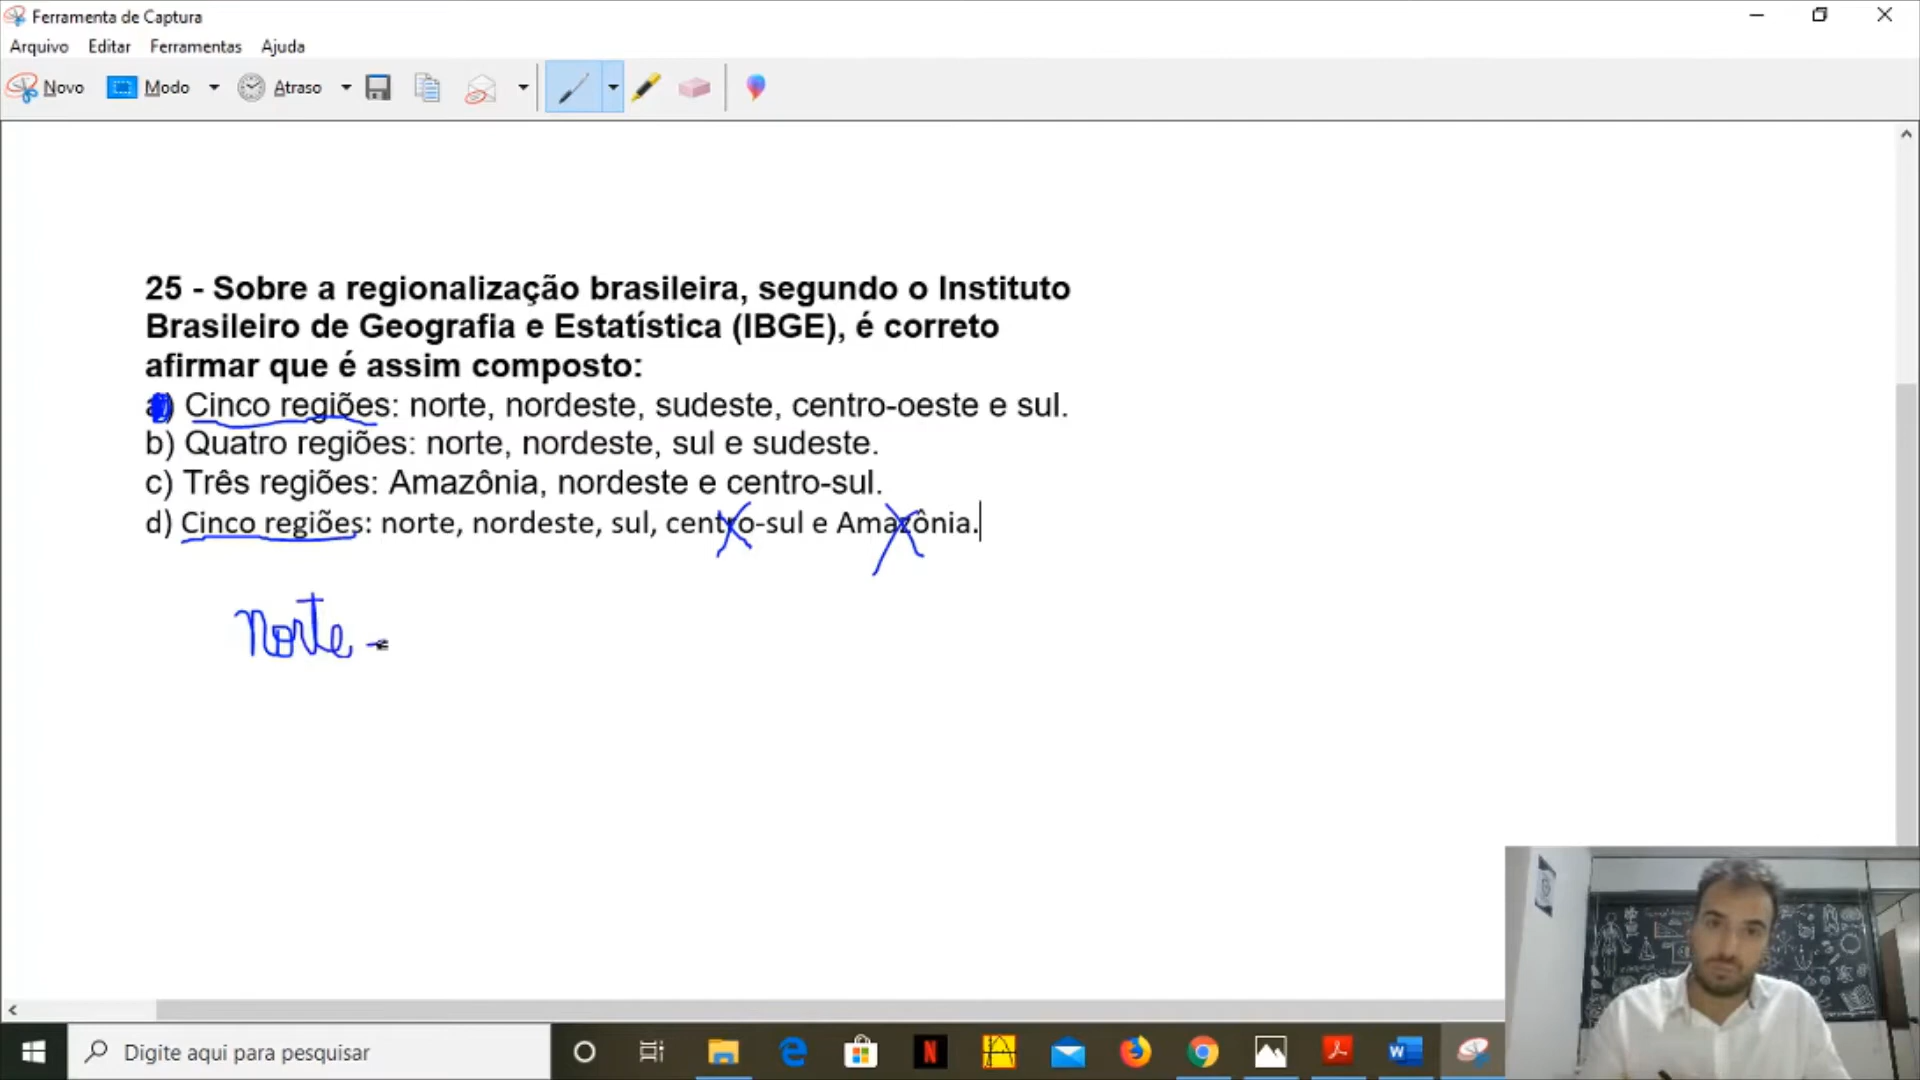 Ferramenta de Captura
Arquivo Editar Ferramentas Ajuda
Novo Modo Atraso
25 - Sobre a regionalização brasileira, segundo o Instituto
Brasileiro de Geografia e Estatística (IBGE), é correto
afirmar que é assim composto:
a) Cinco regiões: norte, nordeste, sudeste, centro-oeste e sul.
b) Quatro regiões: norte, nordeste, sul e sudeste.
c) Três regiões: Amazônia, nordeste e centro-sul.
d) Cinco regiões: norte, nordeste, sul, centro-sul e Amazônia.
Norte -
Digite aqui para pesquisar